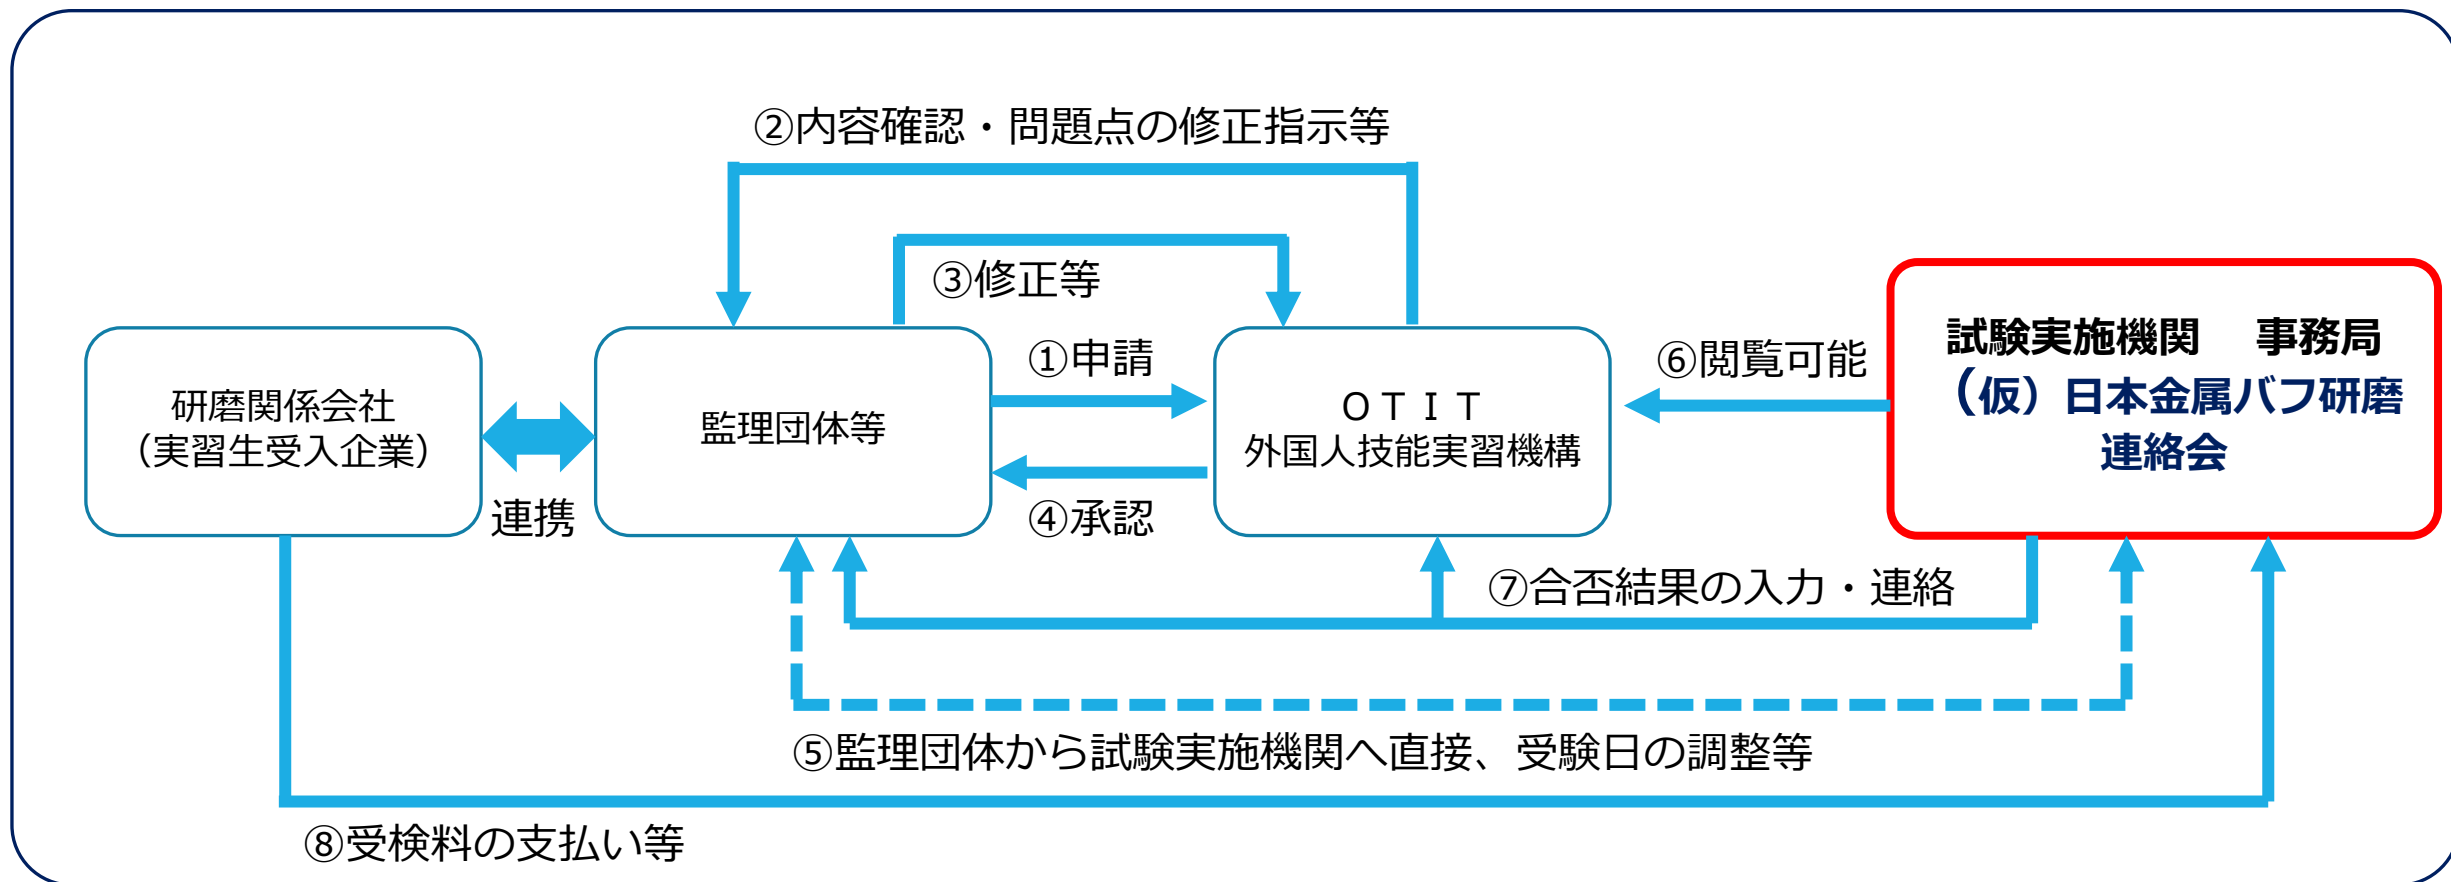 ②内容確認・問題点の修正指示等
③修正等
①申請
④承認
研磨関係会社
（実習生受入企業）
連携
監理団体等
ＯＴＩＴ
外国人技能実習機構
⑥閲覧可能
試験実施機関　事務局
（仮）日本金属バフ研磨
連絡会
⑦合否結果の入力・連絡
⑤監理団体から試験実施機関へ直接、受験日の調整等
⑧受検料の支払い等